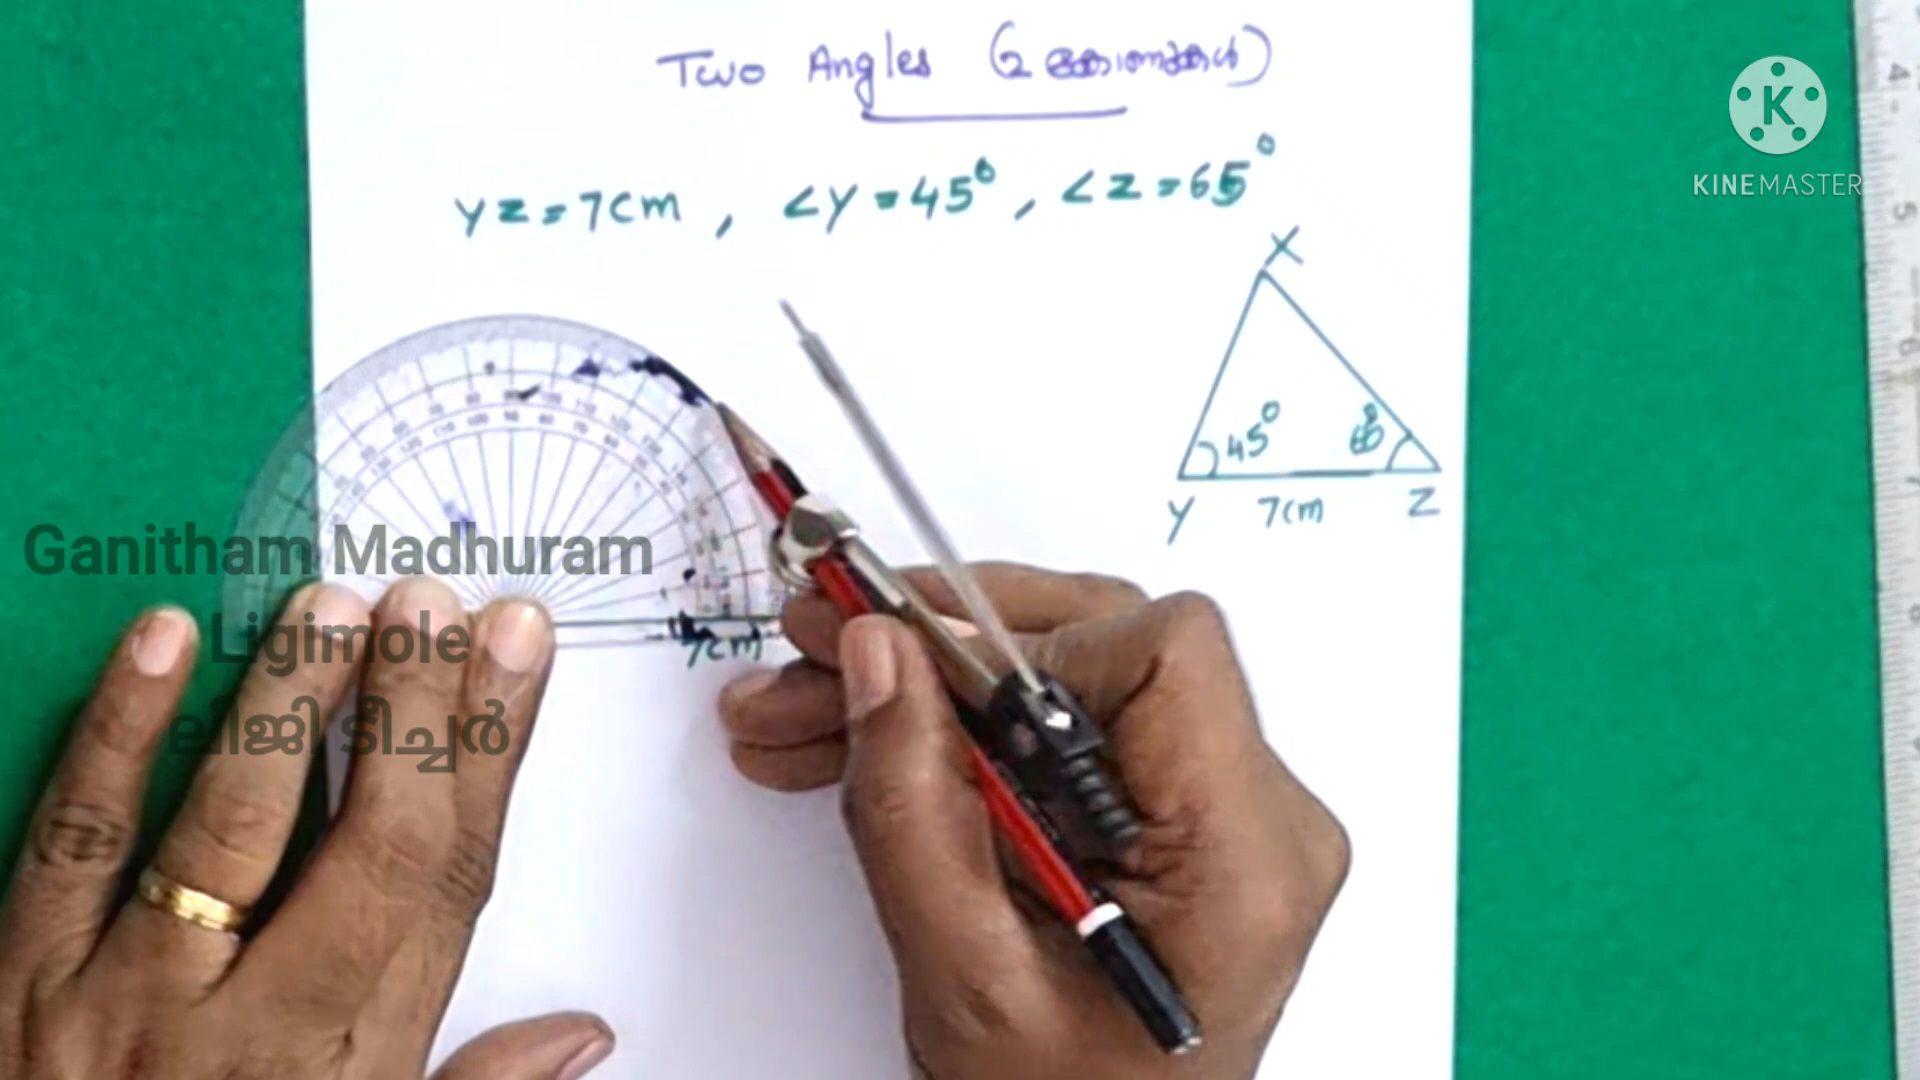 Two Angles (2 കോണുകൾ)
KINEMASTER
YZ = 7cm , ∠Y = 45° , ∠Z = 65°
X
45°
Y 7cm Z
Ganitham Madhuram
Ligimole
7cm
ലിജി ടീച്ചർ